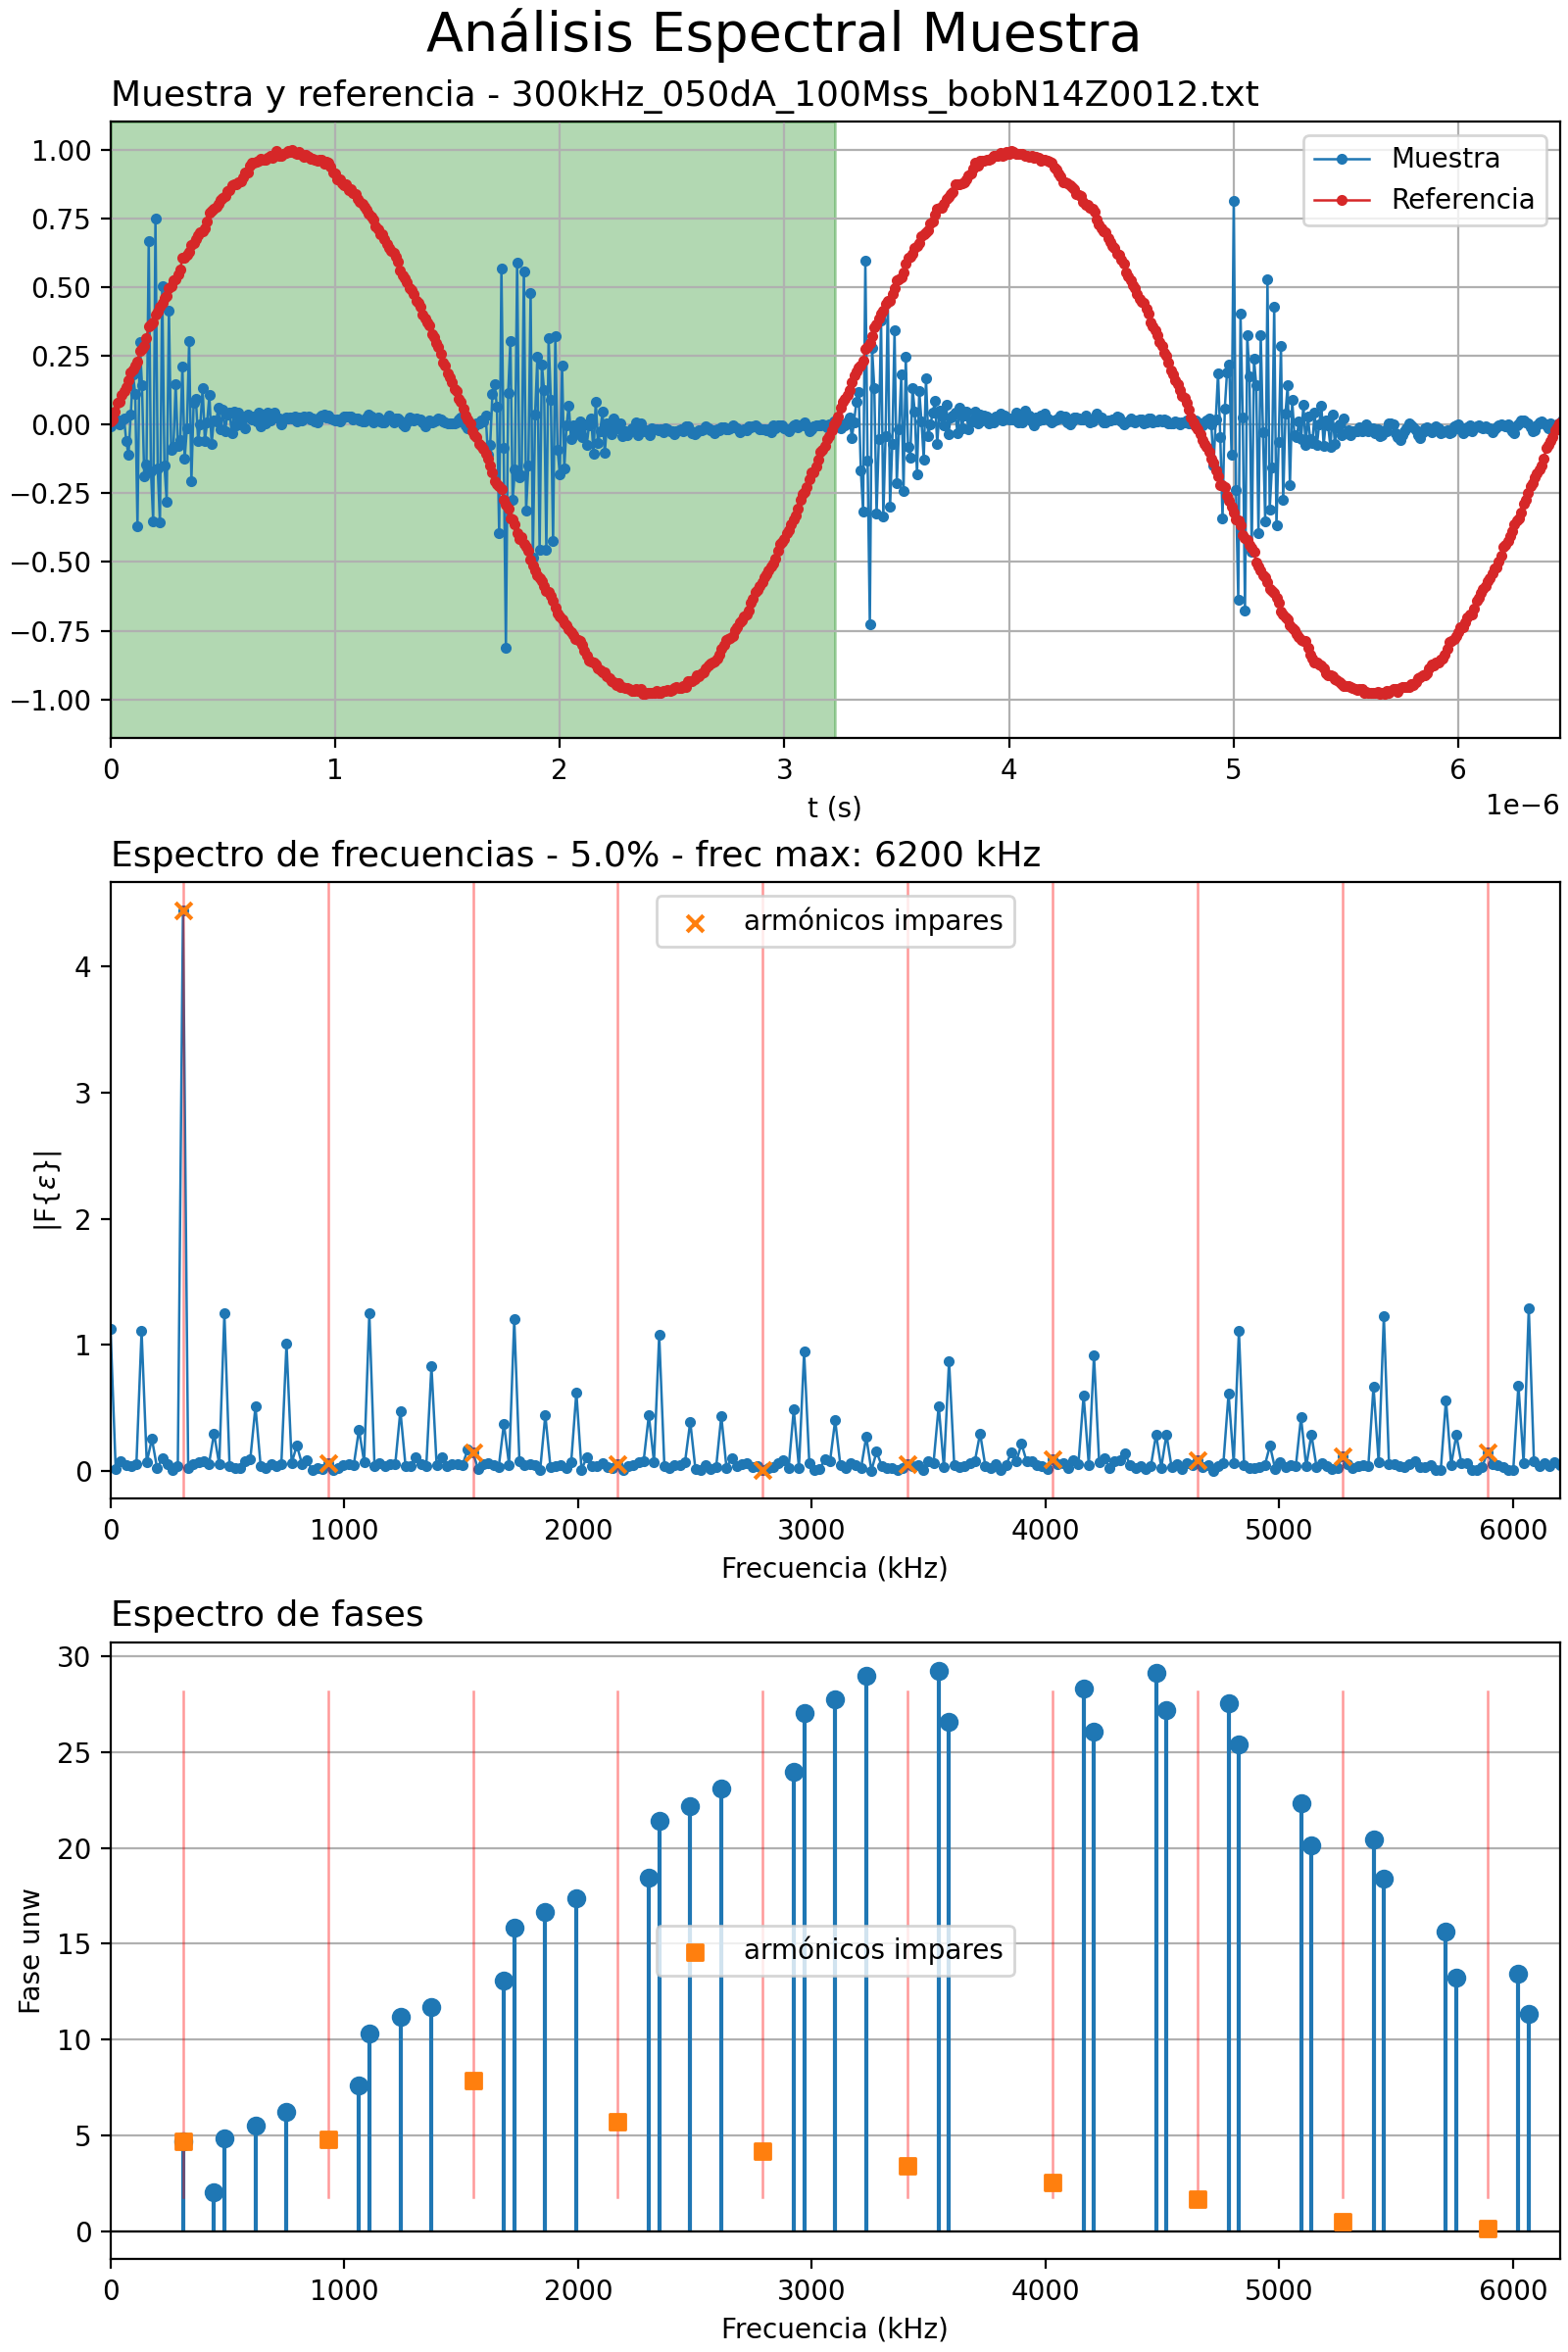 Análisis Espectral Muestra
Muestra y referencia - 300kHz_050dA_100Mss_bobN14Z0012.txt
1.00
0.75
0.50
0.25
0.00
−0.25
−0.50
−0.75
−1.00
Muestra
Referencia
0 1 2 3 4 5 6
t (s)
1e−6
Espectro de frecuencias - 5.0% - frec max: 6200 kHz
|F{ε}|
4
3
2
1
0
armónicos impares
0 1000 2000 3000 4000 5000 6000
Frecuencia (kHz)
Espectro de fases
Fase unw
30
25
20
15
10
5
0
armónicos impares
0 1000 2000 3000 4000 5000 6000
Frecuencia (kHz)